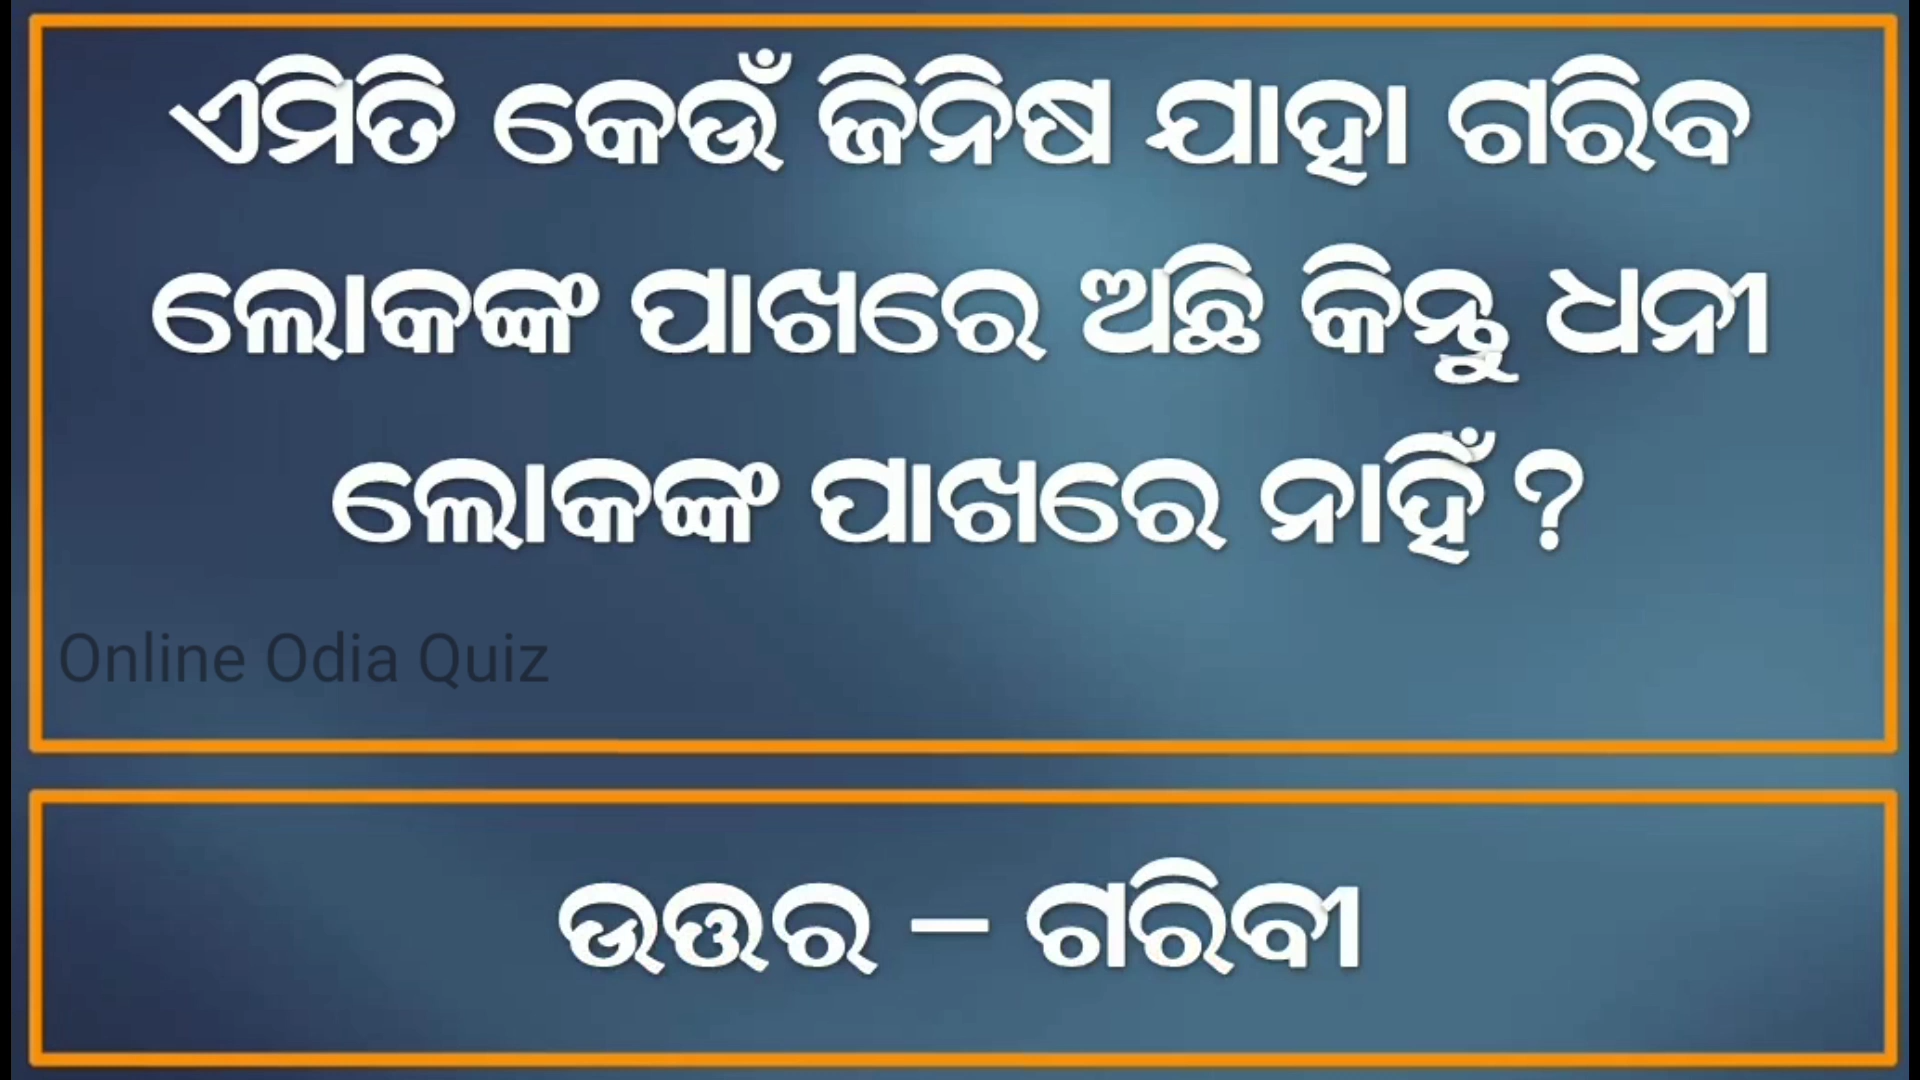 ଏମିତି କେଉଁ ଜିନିଷ ଯାହା ଗରିବ
ଲୋକଙ୍କ ପାଖରେ ଅଛି କିନ୍ତୁ ଧନୀ
ଲୋକଙ୍କ ପାଖରେ ନାହିଁ ?
Online Odia Quiz
ଉତ୍ତର – ଗରିବୀ